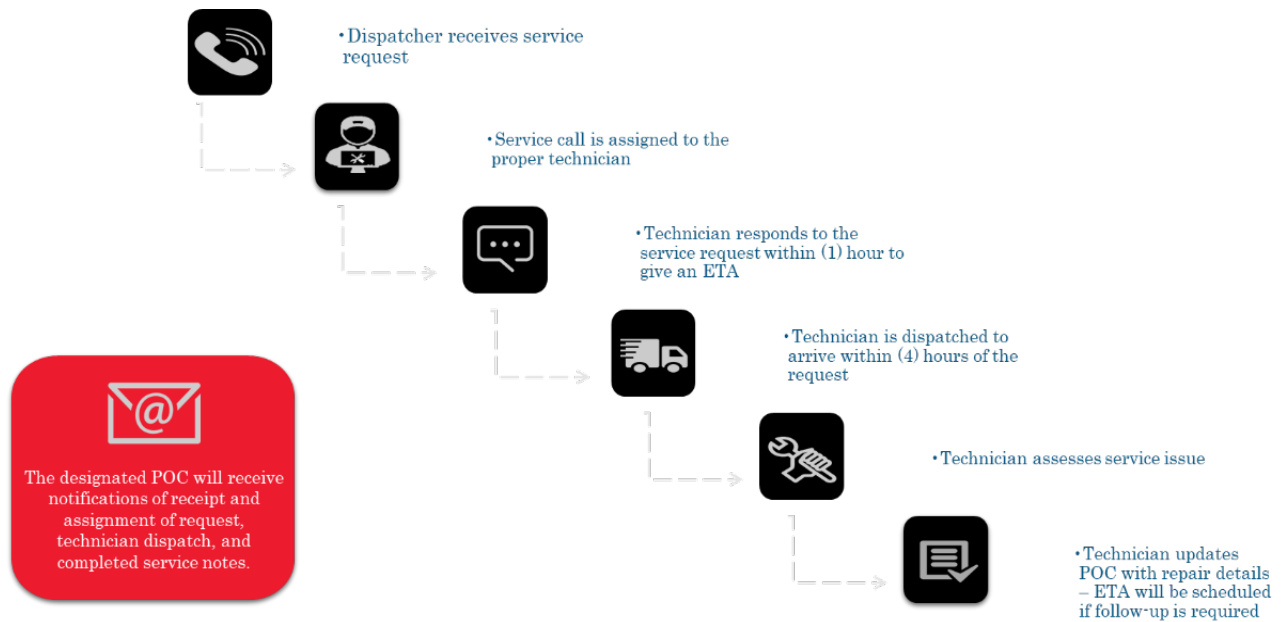 •Dispatcher receives service
request
•Service call is assigned to the
proper technician
•Technician responds to the
service request within (1) hour to
give an ETA
•Technician is dispatched to
arrive within (4) hours of the
request
@
The designated POC will receive
notifications of receipt and
assignment of request,
technician dispatch, and
completed service notes.
•Technician assesses service issue
•Technician updates
POC with repair details
– ETA will be scheduled
if follow-up is required